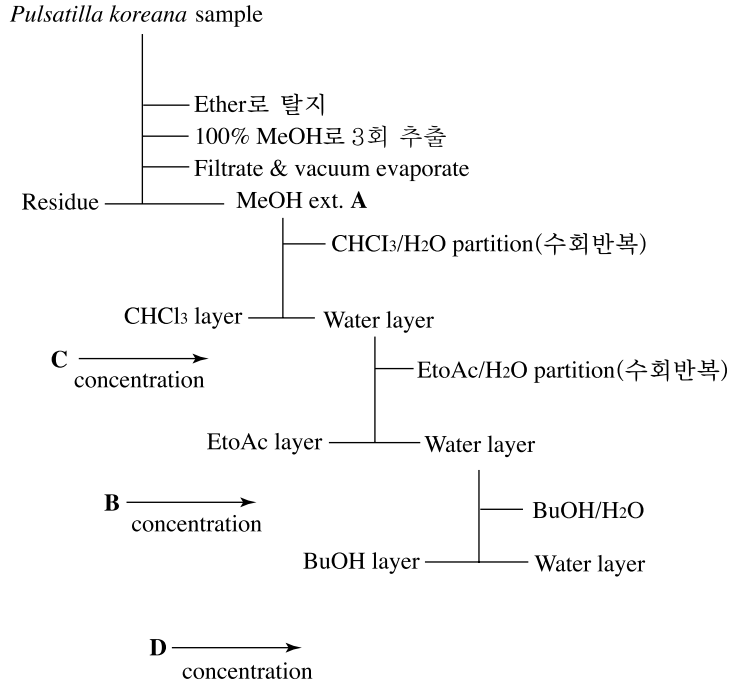 Pulsatilla koreana sample
Ether로 탈지
100% MeOH로 3회 추출
Filtrate & vacuum evaporate
Residue
MeOH ext. A
CHCI3/H2O partition(수회반복)
CHCl3 layer
Water layer
C
concentration
EtoAc/H2O partition(수회반복)
EtoAc layer
Water layer
B
concentration
BuOH/H2O
BuOH layer
Water layer
D
concentration